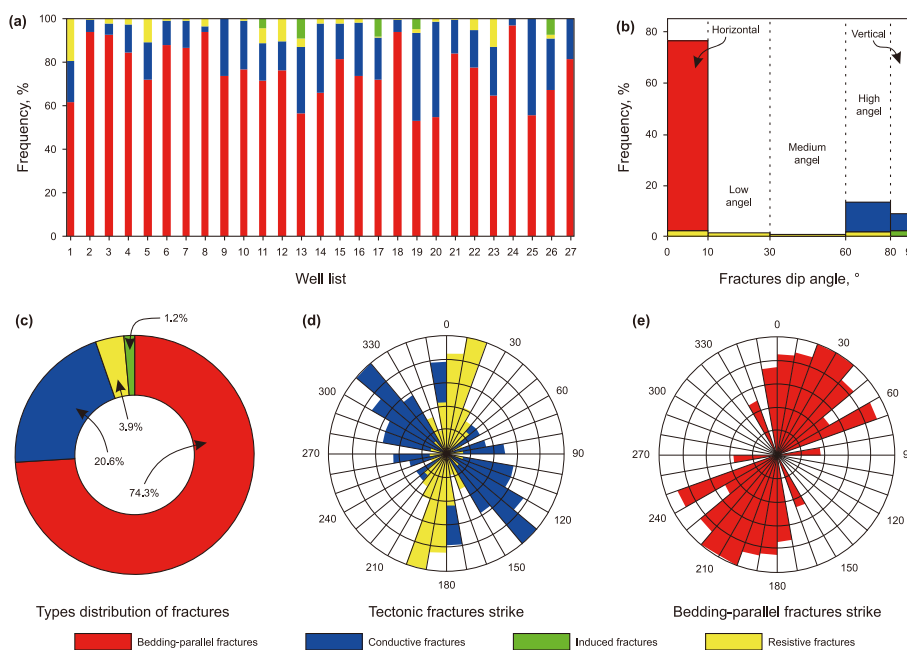 (a)
Frequency, %
100
80
60
40
20
0
1 2 3 4 5 6 7 8 9 10 11 12 13 14 15 16 17 18 19 20 21 22 23 24 25 26 27
Well list
(b)
Frequency, %
80
60
40
20
0
Horizontal
Vertical
High
angel
Medium
angel
Low
angel
0 10 30 60 80 9
Fractures dip angle, °
(c)
1.2%
3.9%
20.6%
74.3%
Types distribution of fractures
(d)
0
30
60
90
120
150
180
210
240
270
300
330
Tectonic fractures strike
(e)
0
30
60
9
120
150
180
210
240
270
300
330
Bedding-parallel fractures strike
Bedding-parallel fractures
Conductive fractures
Induced fractures
Resistive fractures